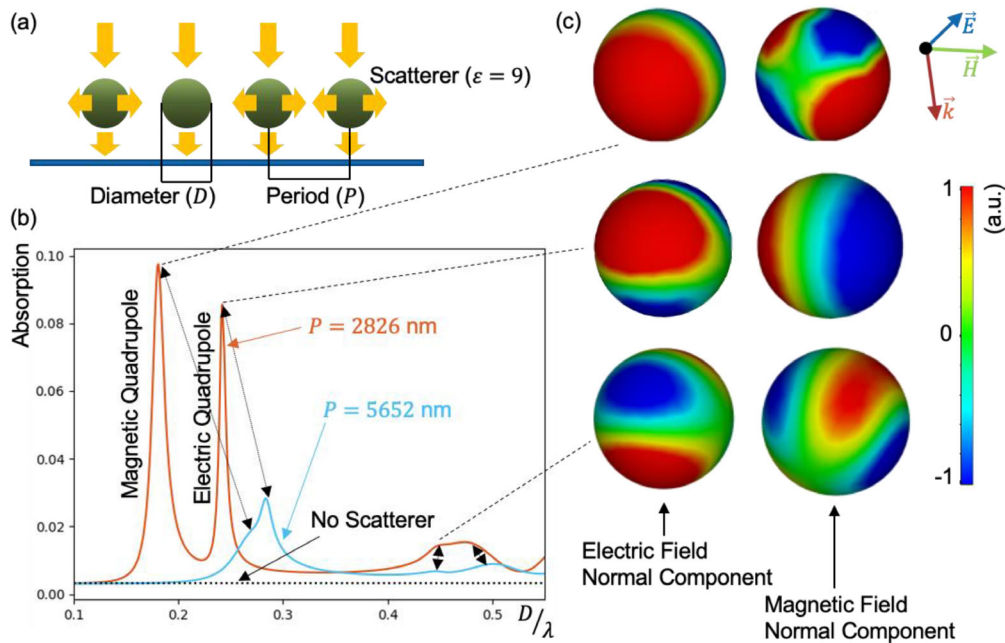 (a)
Scatterer (ε = 9)
Diameter (D)
Period (P)
(b)
Absorption
0.10
0.08
0.06
0.04
0.02
0.00
Magnetic Quadrupole
Electric Quadrupole
P = 2826 nm
P = 5652 nm
No Scatterer
0.1
0.2
0.3
0.4
0.5
D/λ
(c)
E⃗
H⃗
k⃗
1
0
-1
(a.u.)
Electric Field
Normal Component
Magnetic Field
Normal Component